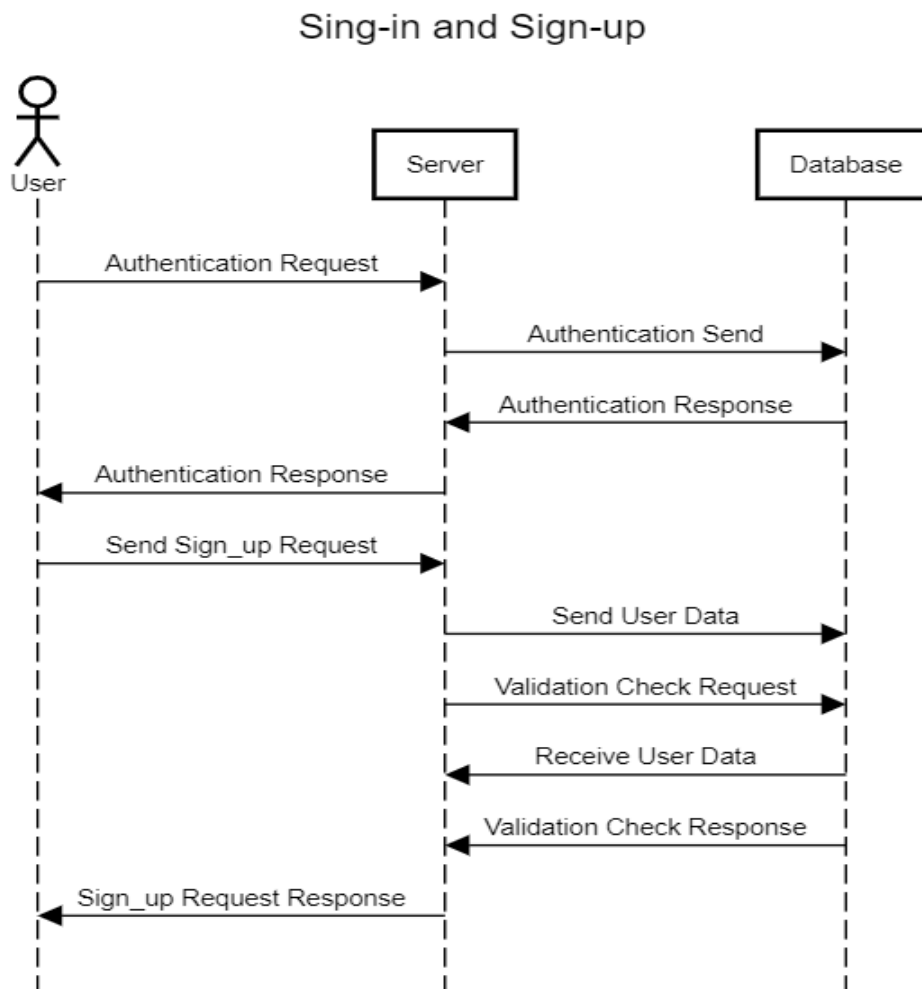 Sing-in and Sign-up
User
Server
Database
Authentication Request
Authentication Send
Authentication Response
Authentication Response
Send Sign_up Request
Send User Data
Validation Check Request
Receive User Data
Validation Check Response
Sign_up Request Response